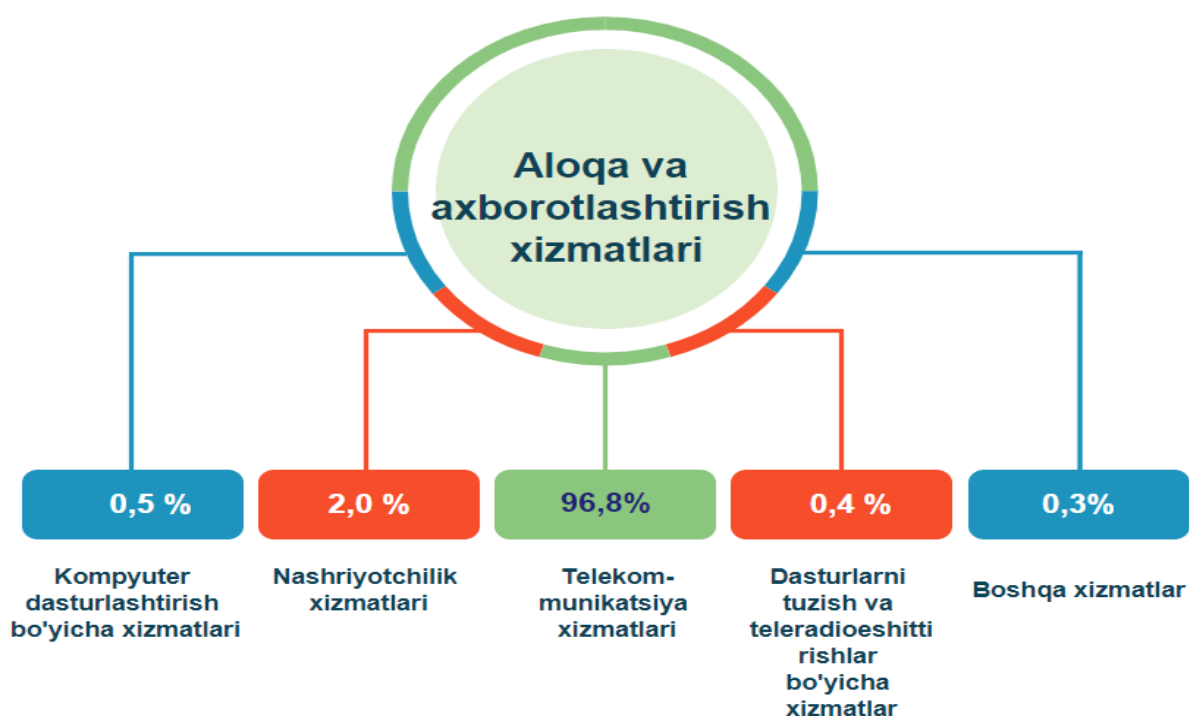 Aloqa va
axborotlashtirish
xizmatlari
0,5 %
2,0 %
96,8%
0,4 %
0,3%
Kompyuter
dasturlashtirish
bo'yicha xizmatlari
Nashriyotchilik
xizmatlari
Telekom-
munikatsiya
xizmatlari
Dasturlarni
tuzish va
teleradioeshitti
rishlar
bo'yicha
xizmatlar
Boshqa xizmatlar